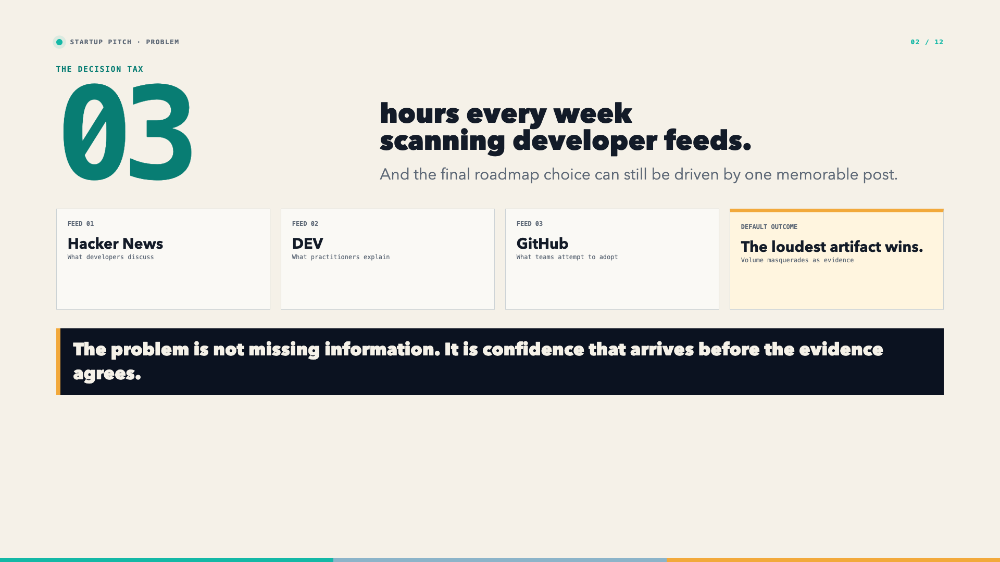 STARTUP PITCH · PROBLEM
02 / 12
THE DECISION TAX
03
hours every week
scanning developer feeds.
And the final roadmap choice can still be driven by one memorable post.
FEED 01
Hacker News
What developers discuss
FEED 02
DEV
What practitioners explain
FEED 03
GitHub
What teams attempt to adopt
DEFAULT OUTCOME
The loudest artifact wins.
Volume masquerades as evidence
The problem is not missing information. It is confidence that arrives before the evidence
agrees.